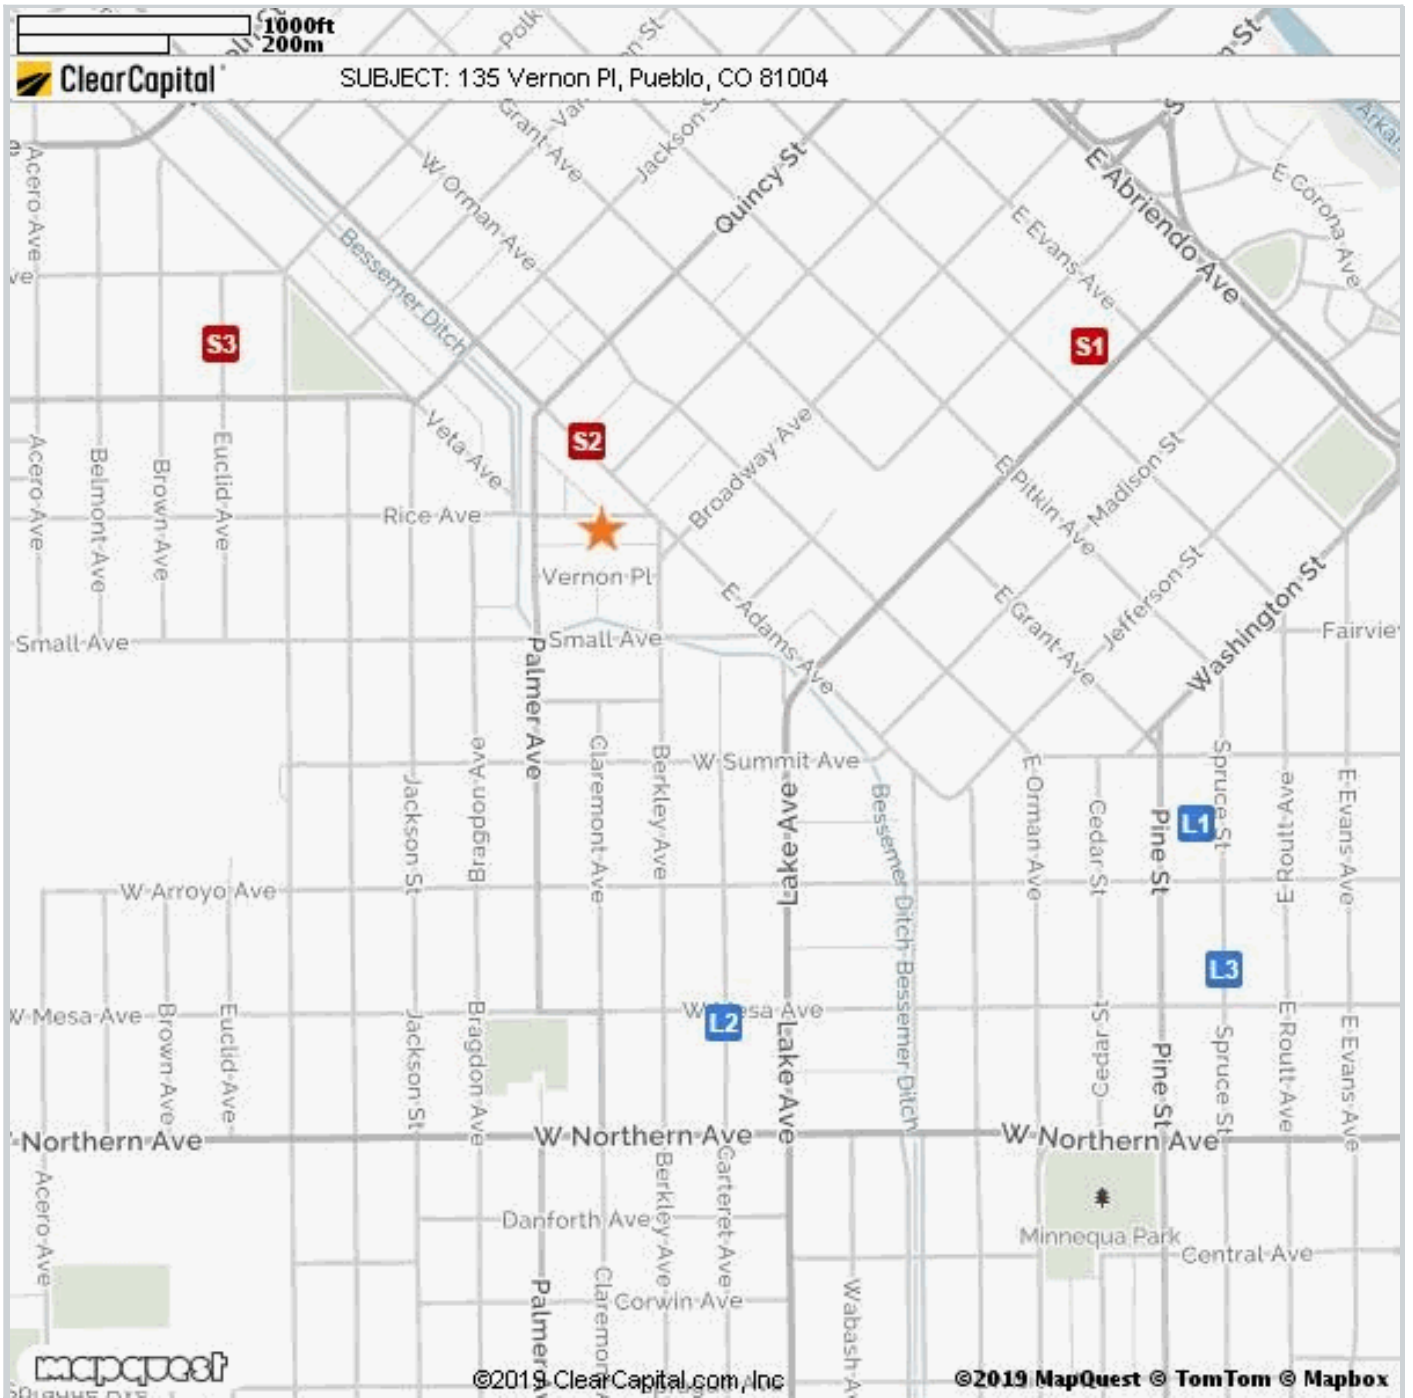 1000ft
200m
Polk
ClearCapital
SUBJECT: 135 Vernon Pl, Pueblo, CO 81004
Grant Ave
Jackson St
Quincy St
W Orman Ave
E Abriendo Ave
E Corona Ave
Acero Ave
E Evans Ave
Bessemer Ditch
S3
S1
S2
Veta Ave
Broadway Ave
Acero Ave
Belmont Ave
Brown Ave
Euclid Ave
Rice Ave
E Pitkin Ave
Madison St
Vernon Pl
E Adams Ave
E Grant Ave
Jefferson St
Washington St
Small Ave
Small Ave
Palmer Ave
W Summit Ave
Jackson St
Bragdon Ave
Claremont Ave
Berkley Ave
Lake Ave
Bessemer Ditch
E Orman Ave
Cedar St
Pine St
L1
Spruce St
E Routt Ave
E Evans Ave
W Arroyo Ave
L3
W Mesa Ave
Brown Ave
Euclid Ave
Jackson St
Bragdon Ave
L2
Lake Ave
Bessemer Ditch
Cedar St
Pine St
Spruce St
E Routt Ave
E Evans Ave
Northern Ave
W Northern Ave
W Northern Ave
Acero Ave
Danforth Ave
Berkley Ave
Carteret Ave
Minnequa Park
Central Ave
Corwin Ave
mapquest
©2019 ClearCapital.com, Inc
©2019 MapQuest © TomTom © Mapbox